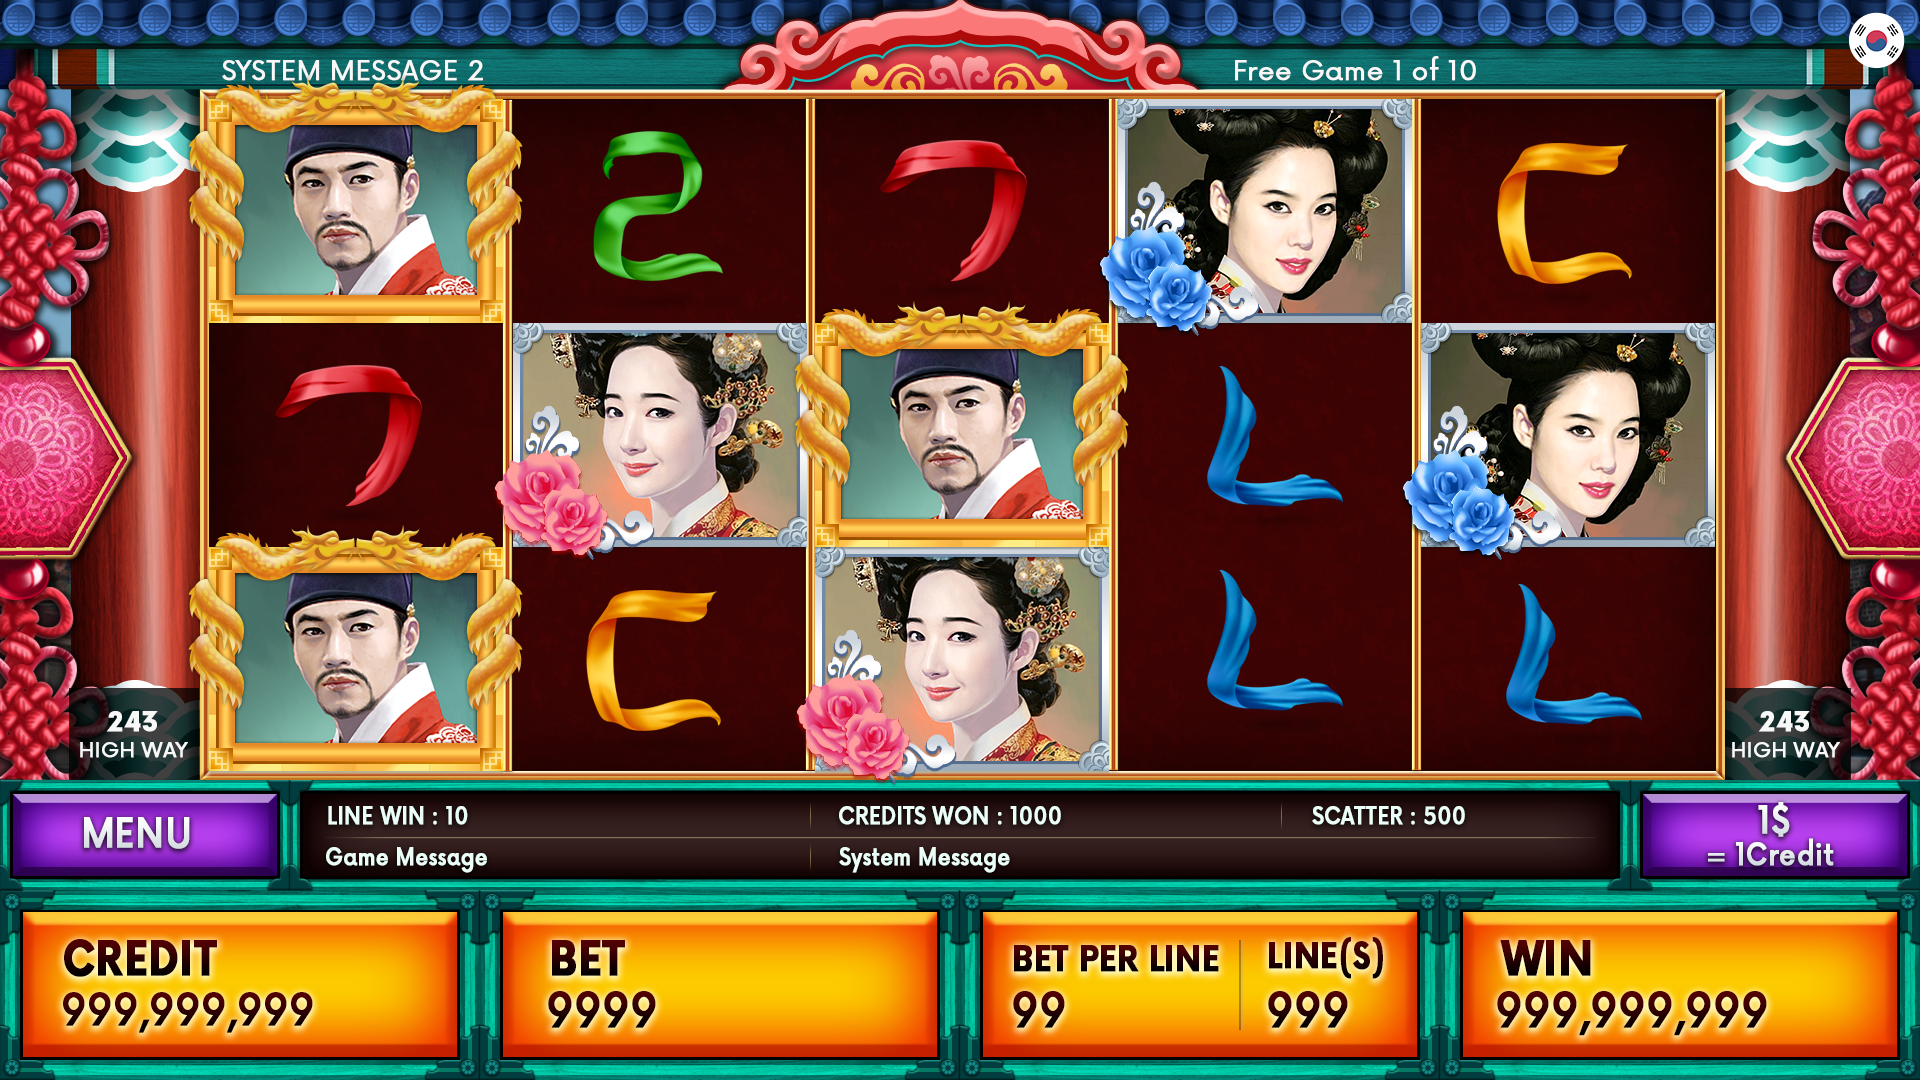 SYSTEM MESSAGE 2
Free Game 1 of 10
ㄹ ㄱ ㄷ
ㄱ ㄴ
ㄷ ㄴ ㄴ
243
HIGH WAY
243
HIGH WAY
MENU
LINE WIN : 10
CREDITS WON : 1000
SCATTER : 500
Game Message
System Message
1$
= 1Credit
CREDIT
999,999,999
BET
9999
BET PER LINE
99
LINE(S)
999
WIN
999,999,999